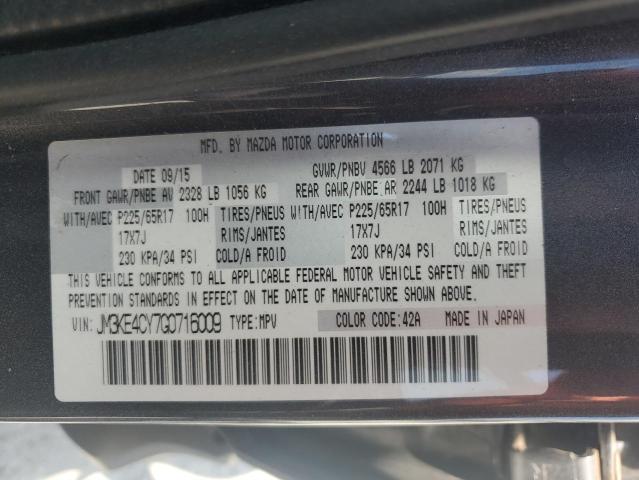 MFD. BY MAZDA MOTOR CORPORATION
DATE 09/15 GVWR/PNBV 4566 LB 2071 KG
FRONT GAWR/PNBE AV 2328 LB 1056 KG REAR GAWR/PNBE AR 2244 LB 1018 KG
WITH/AVEC P225/65R17 100H TIRES/PNEUS WITH/AVEC P225/65R17 100H TIRES/PNEUS
17X7J RIMS/JANTES 17X7J RIMS/JANTES
230 KPA/34 PSI COLD/A FROID 230 KPA/34 PSI COLD/A FROID
THIS VEHICLE CONFORMS TO ALL APPLICABLE FEDERAL MOTOR VEHICLE SAFETY AND THEFT
PREVENTION STANDARDS IN EFFECT ON THE DATE OF MANUFACTURE SHOWN ABOVE.
VIN: JM3KE4CY7G0716009 TYPE:MPV COLOR CODE:42A MADE IN JAPAN